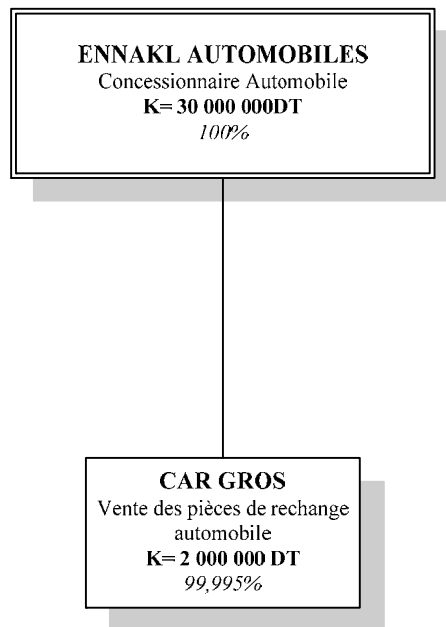 ENNAKL AUTOMOBILES
Concessionnaire Automobile
K= 30 000 000DT
100%
CAR GROS
Vente des pièces de rechange
automobile
K= 2 000 000 DT
99,995%